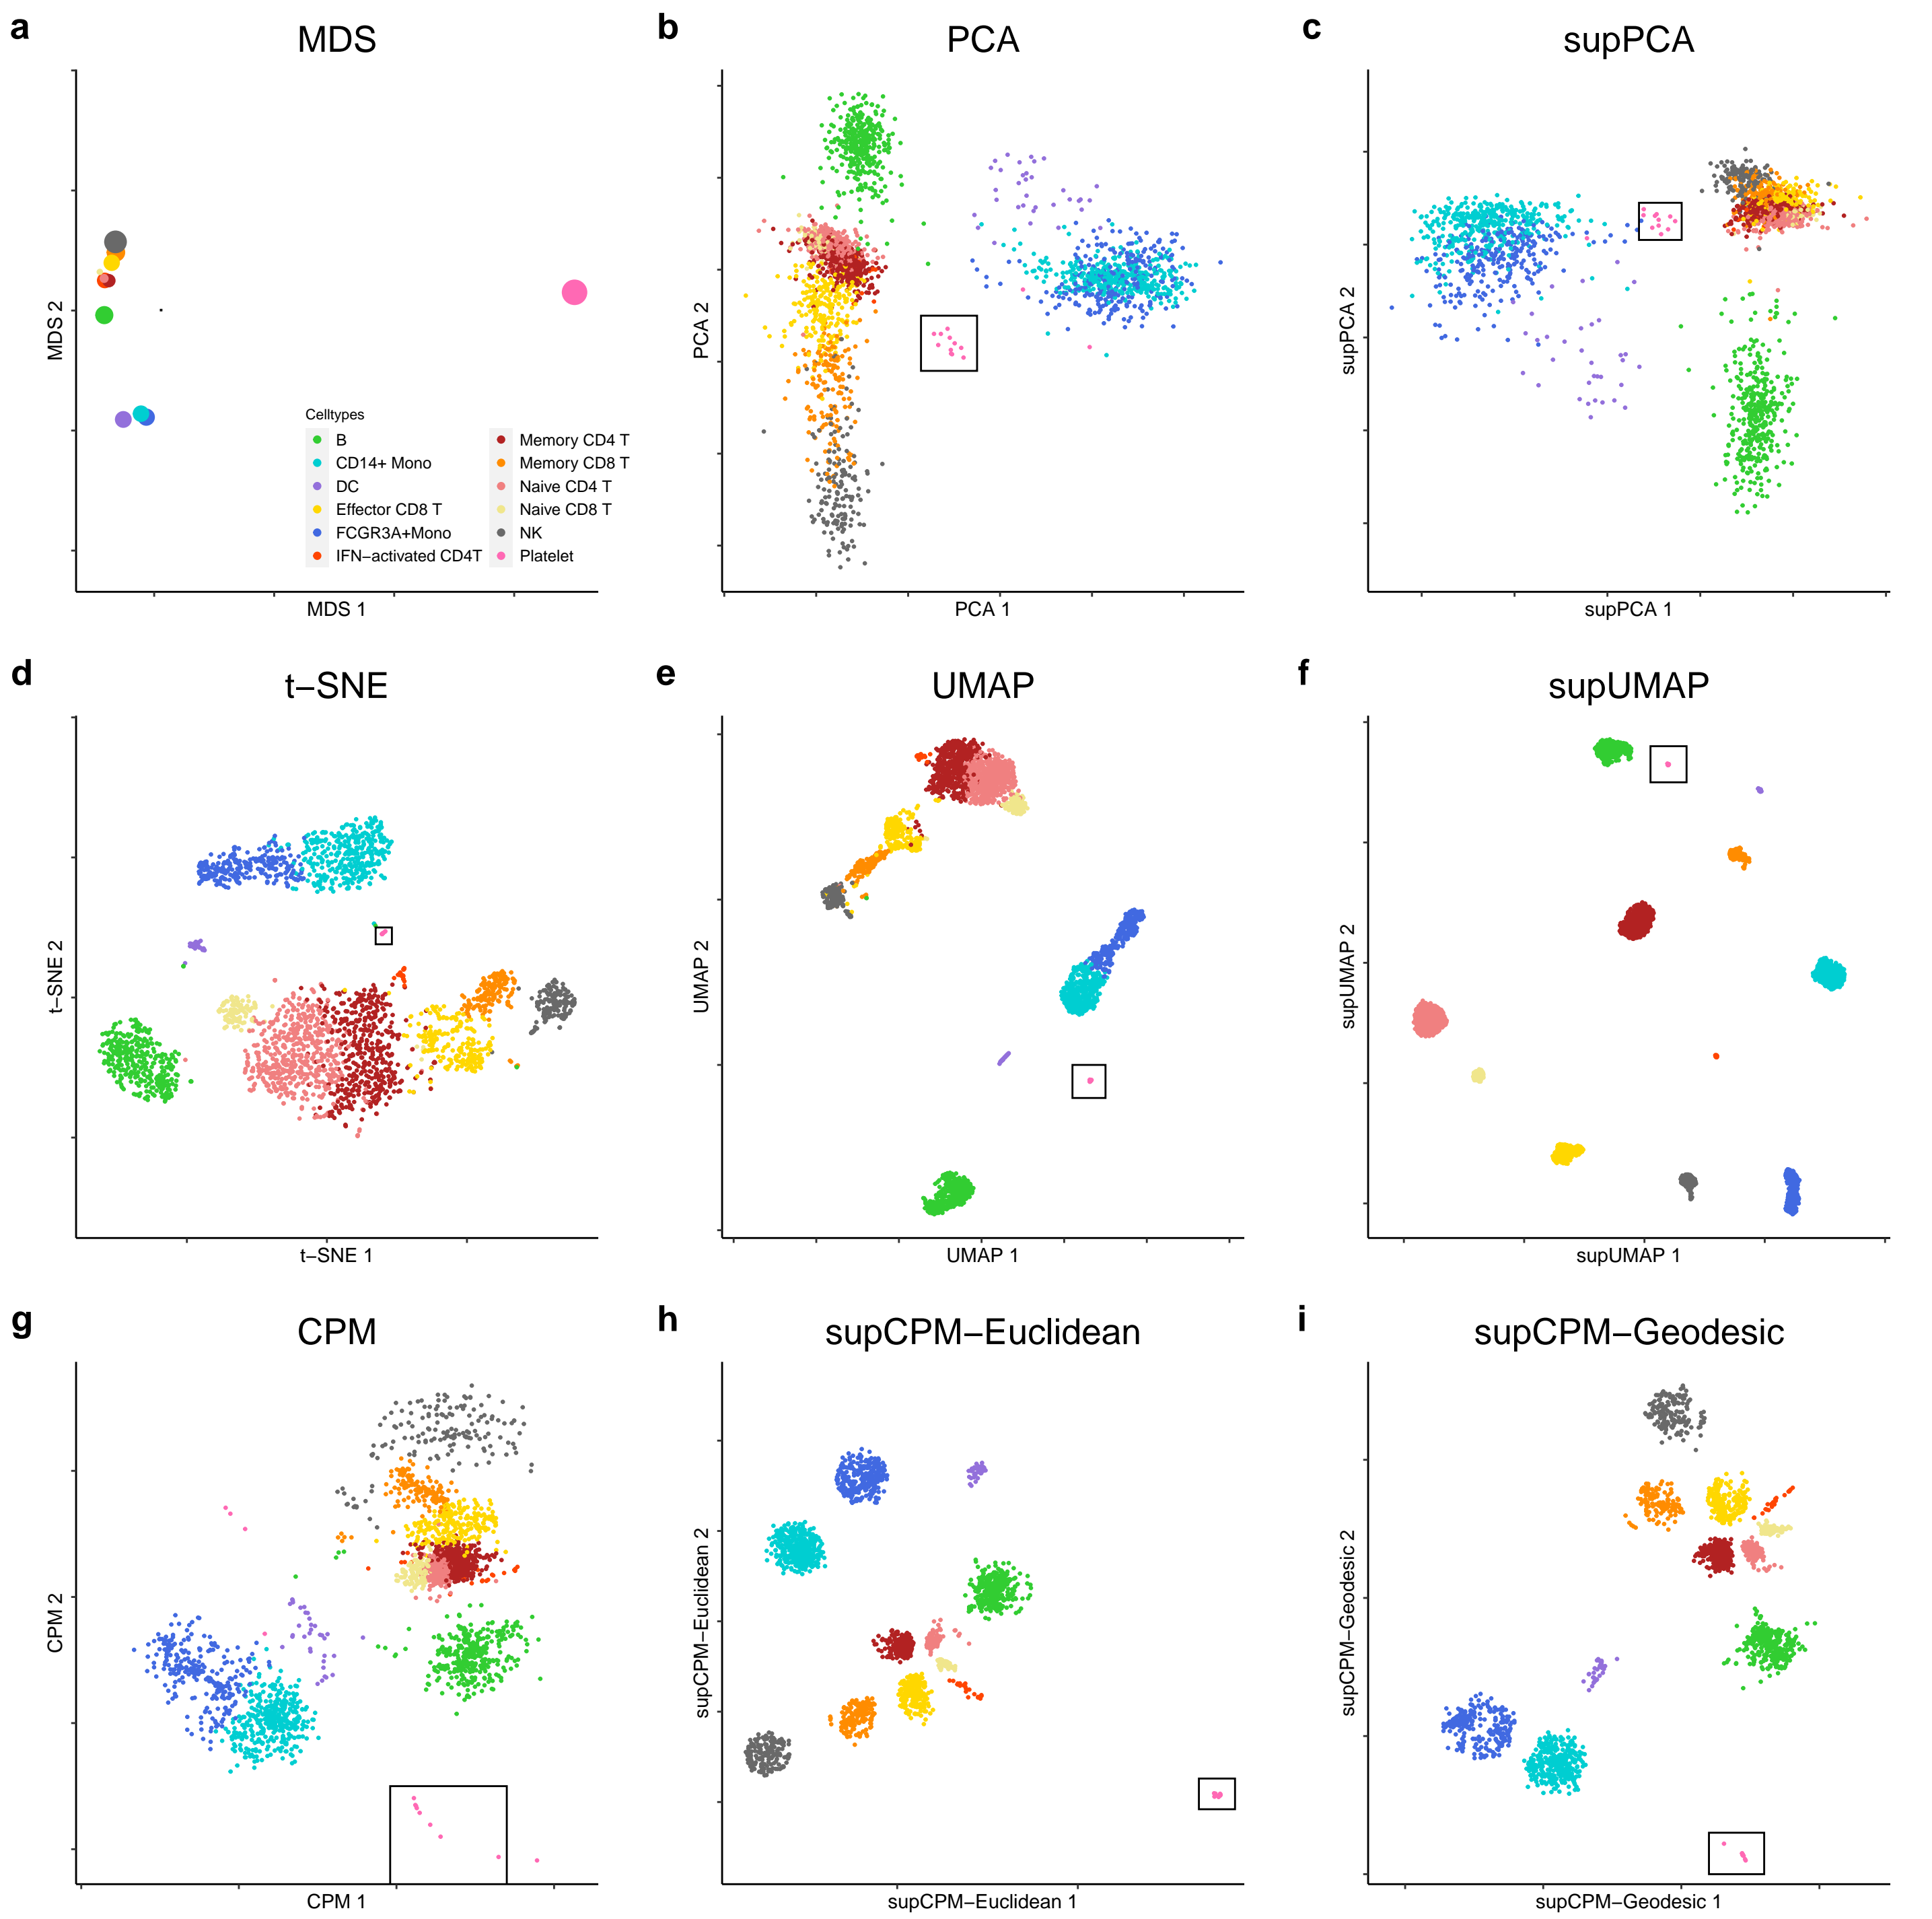 a
MDS
MDS 2
Celltypes
B
CD14+ Mono
DC
Effector CD8 T
FCGR3A+Mono
IFN−activated CD4T
Memory CD4 T
Memory CD8 T
Naive CD4 T
Naive CD8 T
NK
Platelet
MDS 1
b
PCA
PCA 2
PCA 1
c
supPCA
supPCA 2
supPCA 1
d
t−SNE
t−SNE 2
t−SNE 1
e
UMAP
UMAP 2
UMAP 1
f
supUMAP
supUMAP 2
supUMAP 1
g
CPM
CPM 2
CPM 1
h
supCPM−Euclidean
supCPM−Euclidean 2
supCPM−Euclidean 1
i
supCPM−Geodesic
supCPM−Geodesic 2
supCPM−Geodesic 1